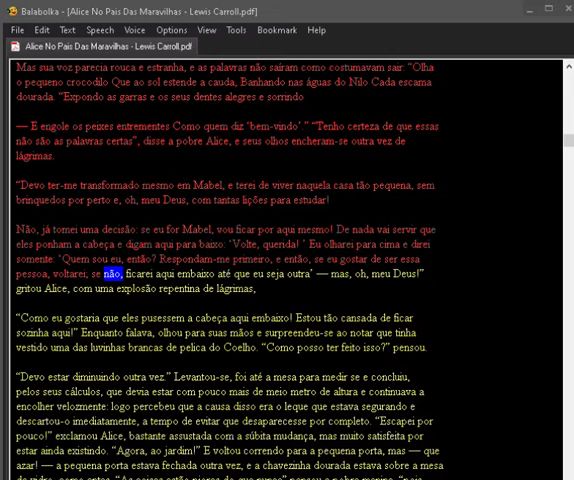 Balabolka - [Alice No Pais Das Maravilhas - Lewis Carroll.pdf]
File Edit Text Speech Voice Options View Tools Bookmark Help
Alice No Pais Das Maravilhas - Lewis Carroll.pdf
Mas sua voz parecia rouca e estranha, e as palavras não saíram como costumavam sair: “Olha
o pequeno crocodilo Que ao sol estende a cauda, Banhando nas águas do Nilo Cada escama
dourada. “Expondo as garras e os seus dentes alegres e sorrindo
— E engole os peixes entrementes Como quem diz ‘bem-vindo’.” “Tenho certeza de que essas
não são as palavras certas”, disse a pobre Alice, e seus olhos encheram-se outra vez de
lágrimas.
“Devo ter-me transformado mesmo em Mabel, e terei de viver naquela casa tão pequena, sem
brinquedos por perto e, oh, meu Deus, com tantas lições para estudar!
Não, já tomei uma decisão: se eu for Mabel, vou ficar por aqui mesmo! De nada vai servir que
eles ponham a cabeça e digam aqui para baixo: ‘Volte, querida! ’ Eu olharei para cima e direi
somente: ‘Quem sou eu, então? Respondam-me primeiro, e então, se eu gostar de ser essa
pessoa, voltarei; se não, ficarei aqui embaixo até que eu seja outra’ — mas, oh, meu Deus!”
gritou Alice, com uma explosão repentina de lágrimas,
“Como eu gostaria que eles pusessem a cabeça aqui embaixo! Estou tão cansada de ficar
sozinha aqui!” Enquanto falava, olhou para suas mãos e surpreendeu-se ao notar que tinha
vestido uma das luvinhas brancas de pelica do Coelho. “Como posso ter feito isso?” pensou.
“Devo estar diminuindo outra vez.” Levantou-se, foi até a mesa para medir se e concluiu,
pelos seus cálculos, que devia estar com pouco mais de meio metro de altura e continuava a
encolher velozmente: logo percebeu que a causa disso era o leque que estava segurando e
descartou-o imediatamente, a tempo de evitar que desaparecesse por completo. “Escapei por
pouco!” exclamou Alice, bastante assustada com a súbita mudança, mas muito satisfeita por
estar ainda existindo. “Agora, ao jardim!” E voltou correndo para a pequena porta, mas — que
azar! — a pequena porta estava fechada outra vez, e a chavezinha dourada estava sobre a mesa